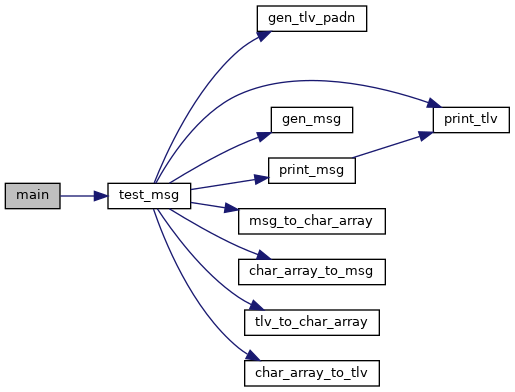 main
test_msg
gen_tlv_padn
gen_msg
print_msg
print_tlv
msg_to_char_array
char_array_to_msg
tlv_to_char_array
char_array_to_tlv